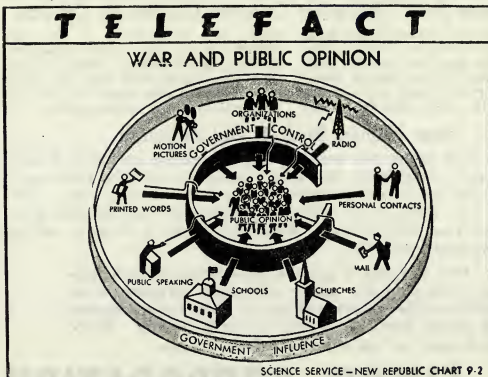 TELEFACT
WAR AND PUBLIC OPINION
ORGANIZATIONS
GOVERNMENT CONTROL
MOTION
PICTURES
RADIO
PRINTED WORDS
PERSONAL CONTACTS
PUBLIC OPINION
PUBLIC SPEAKING
SCHOOLS
CHURCHES
MAIL
GOVERNMENT INFLUENCE
SCIENCE SERVICE – NEW REPUBLIC CHART 9-2